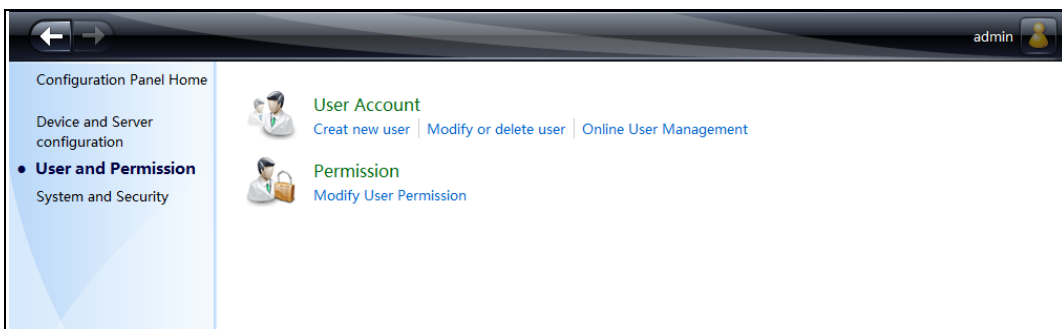 admin
Configuration Panel Home
Device and Server
configuration
User and Permission
System and Security
User Account
Creat new user Modify or delete user Online User Management
Permission
Modify User Permission